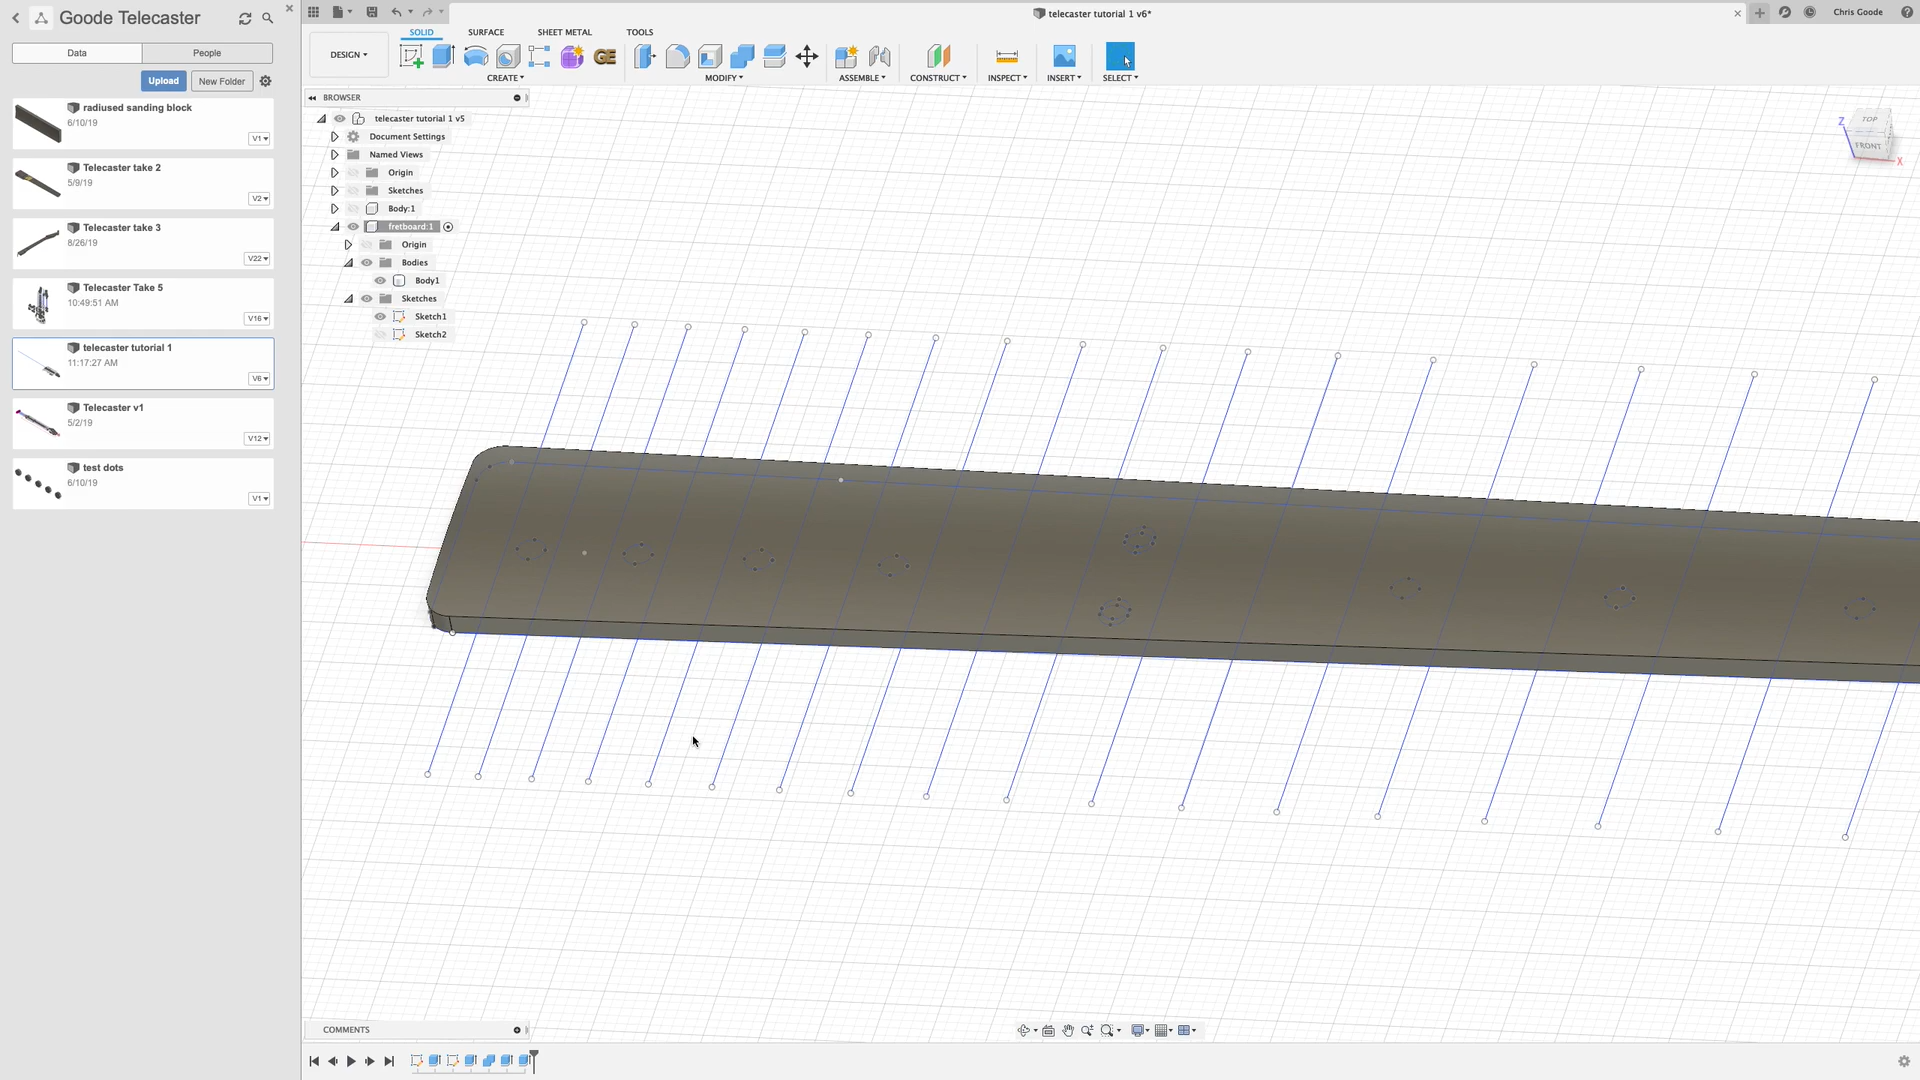 Goode Telecaster
Data
People
Upload
New Folder
radiused sanding block
6/10/19
V1
Telecaster take 2
5/9/19
V2
Telecaster take 3
8/26/19
V22
Telecaster Take 5
10:49:51 AM
V16
telecaster tutorial 1
11:17:27 AM
V6
Telecaster v1
5/2/19
V12
test dots
6/10/19
V1
telecaster tutorial 1 v6*
Chris Goode
DESIGN
SOLID
SURFACE
SHEET METAL
TOOLS
GE
CREATE
MODIFY
ASSEMBLE
CONSTRUCT
INSPECT
INSERT
SELECT
BROWSER
telecaster tutorial 1 v5
Document Settings
Named Views
Origin
Sketches
Body:1
fretboard:1
Origin
Bodies
Body1
Sketches
Sketch1
Sketch2
Z
TOP
FRONT
X
COMMENTS